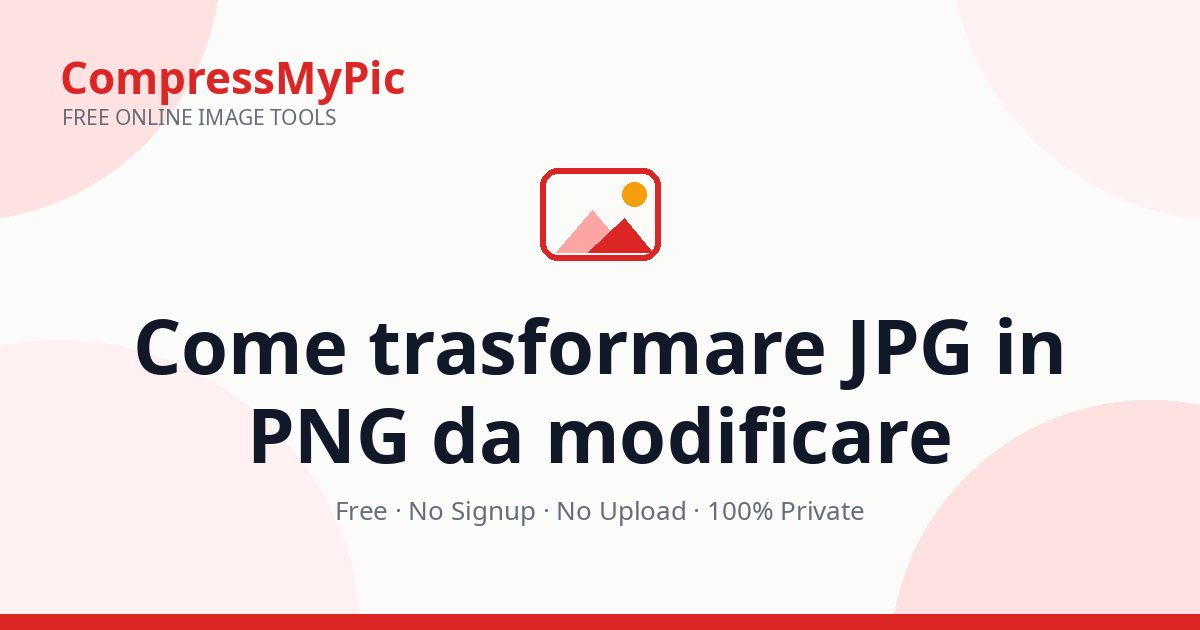 CompressMyPic
FREE ONLINE IMAGE TOOLS
Come trasformare JPG in
PNG da modificare
Free · No Signup · No Upload · 100% Private